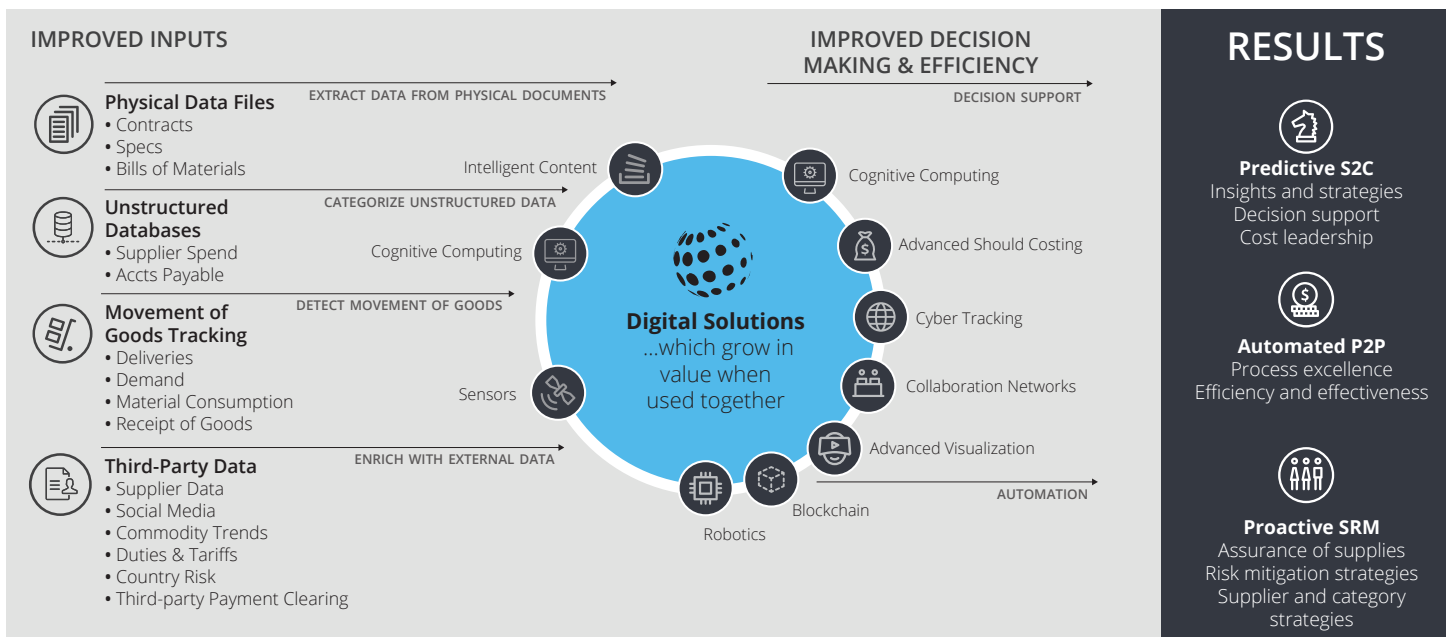 IMPROVED INPUTS
EXTRACT DATA FROM PHYSICAL DOCUMENTS
Physical Data Files
• Contracts
• Specs
• Bills of Materials
CATEGORIZE UNSTRUCTURED DATA
Unstructured
Databases
• Supplier Spend
• Accts Payable
DETECT MOVEMENT OF GOODS
Movement of
Goods Tracking
• Deliveries
• Demand
• Material Consumption
• Receipt of Goods
ENRICH WITH EXTERNAL DATA
Third-Party Data
• Supplier Data
• Social Media
• Commodity Trends
• Duties & Tariffs
• Country Risk
• Third-party Payment Clearing
Intelligent Content
Cognitive Computing
Sensors
Digital Solutions
...which grow in
value when
used together
IMPROVED DECISION
MAKING & EFFICIENCY
DECISION SUPPORT
Cognitive Computing
Advanced Should Costing
Cyber Tracking
Collaboration Networks
Advanced Visualization
AUTOMATION
Blockchain
Robotics
RESULTS
Predictive S2C
Insights and strategies
Decision support
Cost leadership
$
Automated P2P
Process excellence
Efficiency and effectiveness
Proactive SRM
Assurance of supplies
Risk mitigation strategies
Supplier and category
strategies